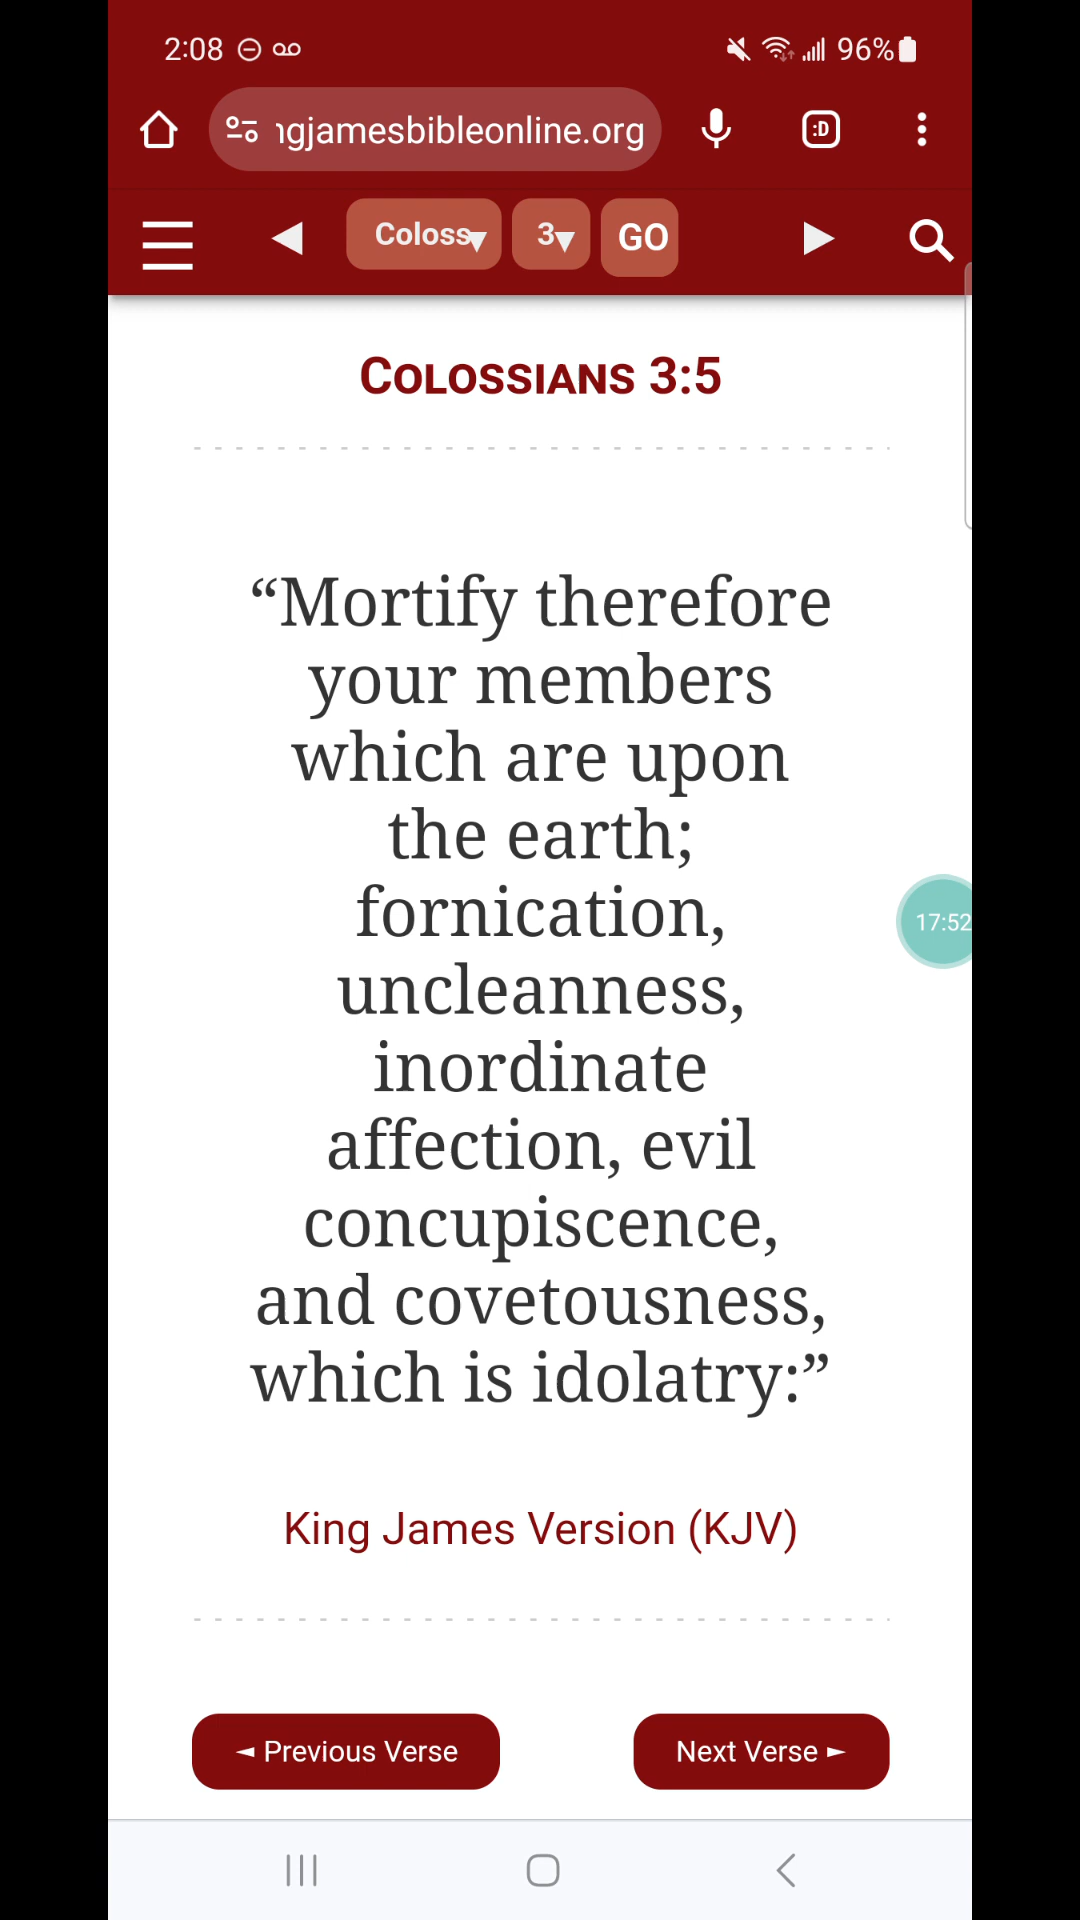 2:08 96%
ngjamesbibleonline.org :D
Coloss 3 GO
COLOSSIANS 3:5
“Mortify therefore
your members
which are upon
the earth;
fornication,
17:52
uncleanness,
inordinate
affection, evil
concupiscence,
and covetousness,
which is idolatry:”
King James Version (KJV)
◄ Previous Verse Next Verse ►